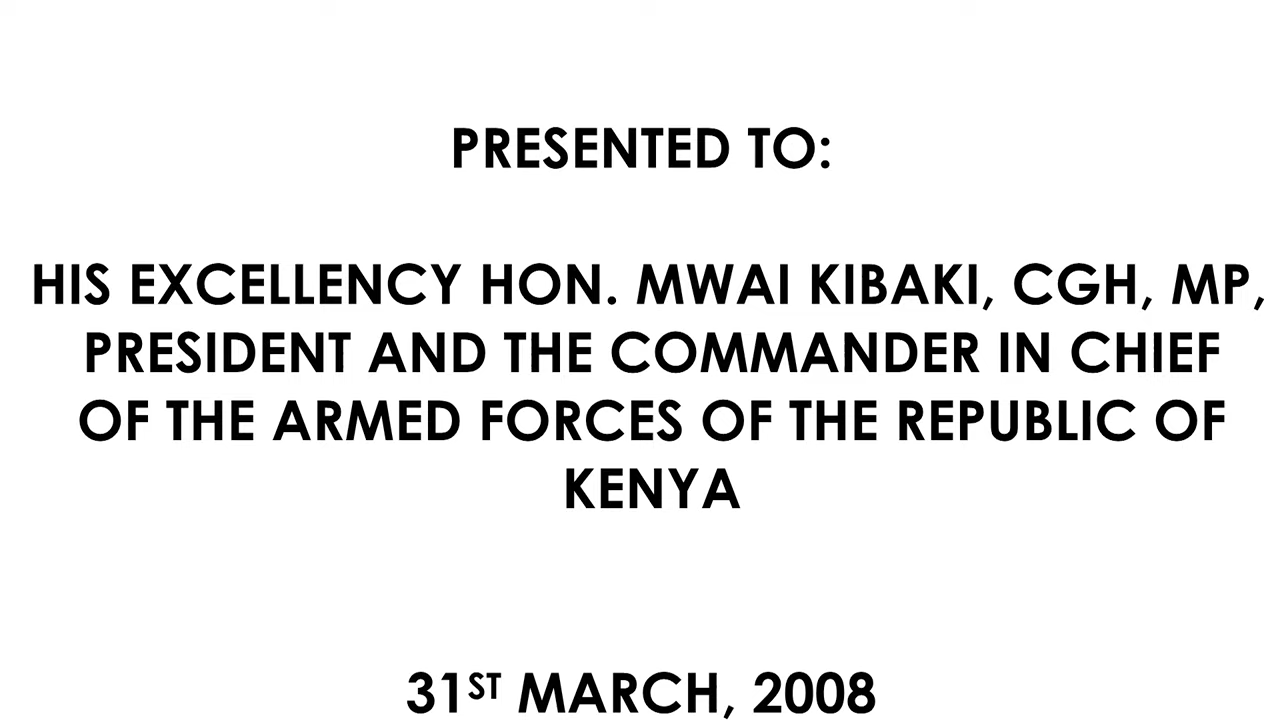 PRESENTED TO:
HIS EXCELLENCY HON. MWAI KIBAKI, CGH, MP,
PRESIDENT AND THE COMMANDER IN CHIEF
OF THE ARMED FORCES OF THE REPUBLIC OF
KENYA
31ST MARCH, 2008